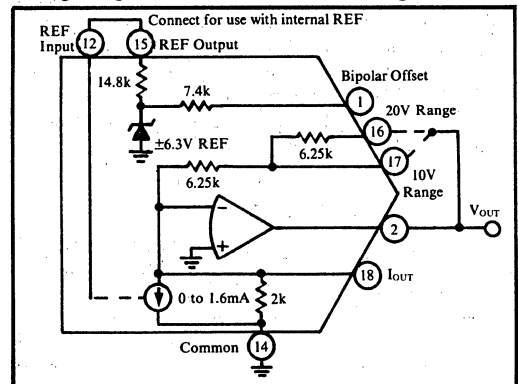 Connect for use with internal REF
REF
Input
12
15
REF Output
14.8k
7.4k
Bipolar Offset
1
20V Range
16
±6.3V REF
6.25k
6.25k
17
10V
Range
VOUT
−
+
2
18
IOUT
0 to 1.6mA
2k
Common
14